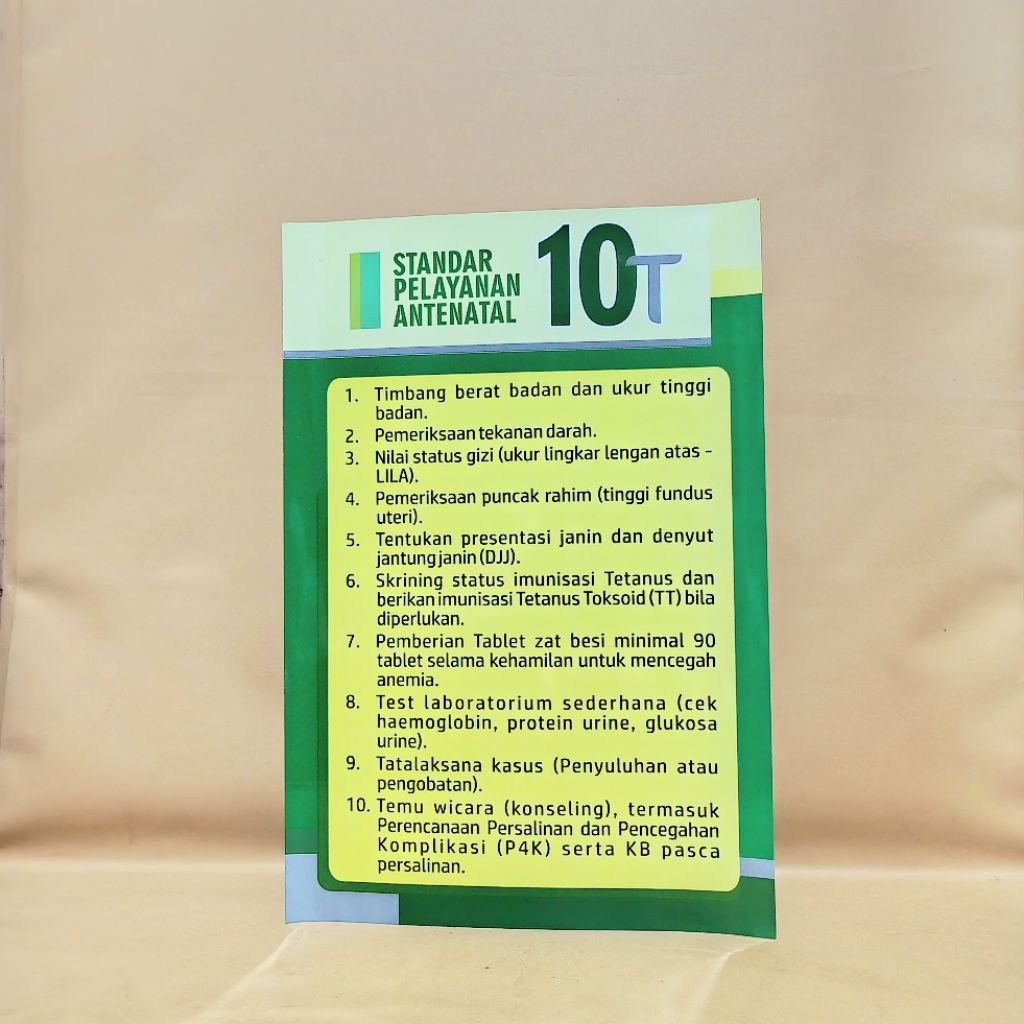 STANDAR
PELAYANAN
ANTENATAL
10T
1. Timbang berat badan dan ukur tinggi
badan.
2. Pemeriksaan tekanan darah.
3. Nilai status gizi (ukur lingkar lengan atas -
LILA).
4. Pemeriksaan puncak rahim (tinggi fundus
uteri).
5. Tentukan presentasi janin dan denyut
jantung janin (DJJ).
6. Skrining status imunisasi Tetanus dan
berikan imunisasi Tetanus Toksoid (TT) bila
diperlukan.
7. Pemberian Tablet zat besi minimal 90
tablet selama kehamilan untuk mencegah
anemia.
8. Test laboratorium sederhana (cek
haemoglobin, protein urine, glukosa
urine).
9. Tatalaksana kasus (Penyuluhan atau
pengobatan).
10. Temu wicara (konseling), termasuk
Perencanaan Persalinan dan Pencegahan
Komplikasi (P4K) serta KB pasca
persalinan.